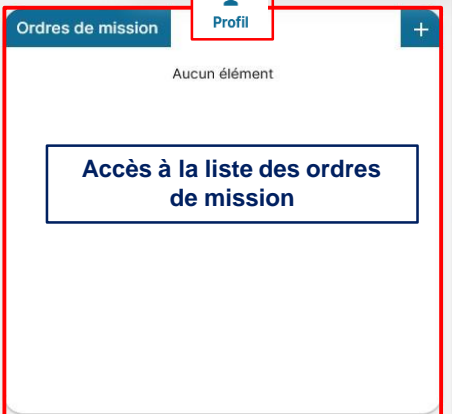 Profil
Ordres de mission +
Aucun élément
Accès à la liste des ordres
de mission